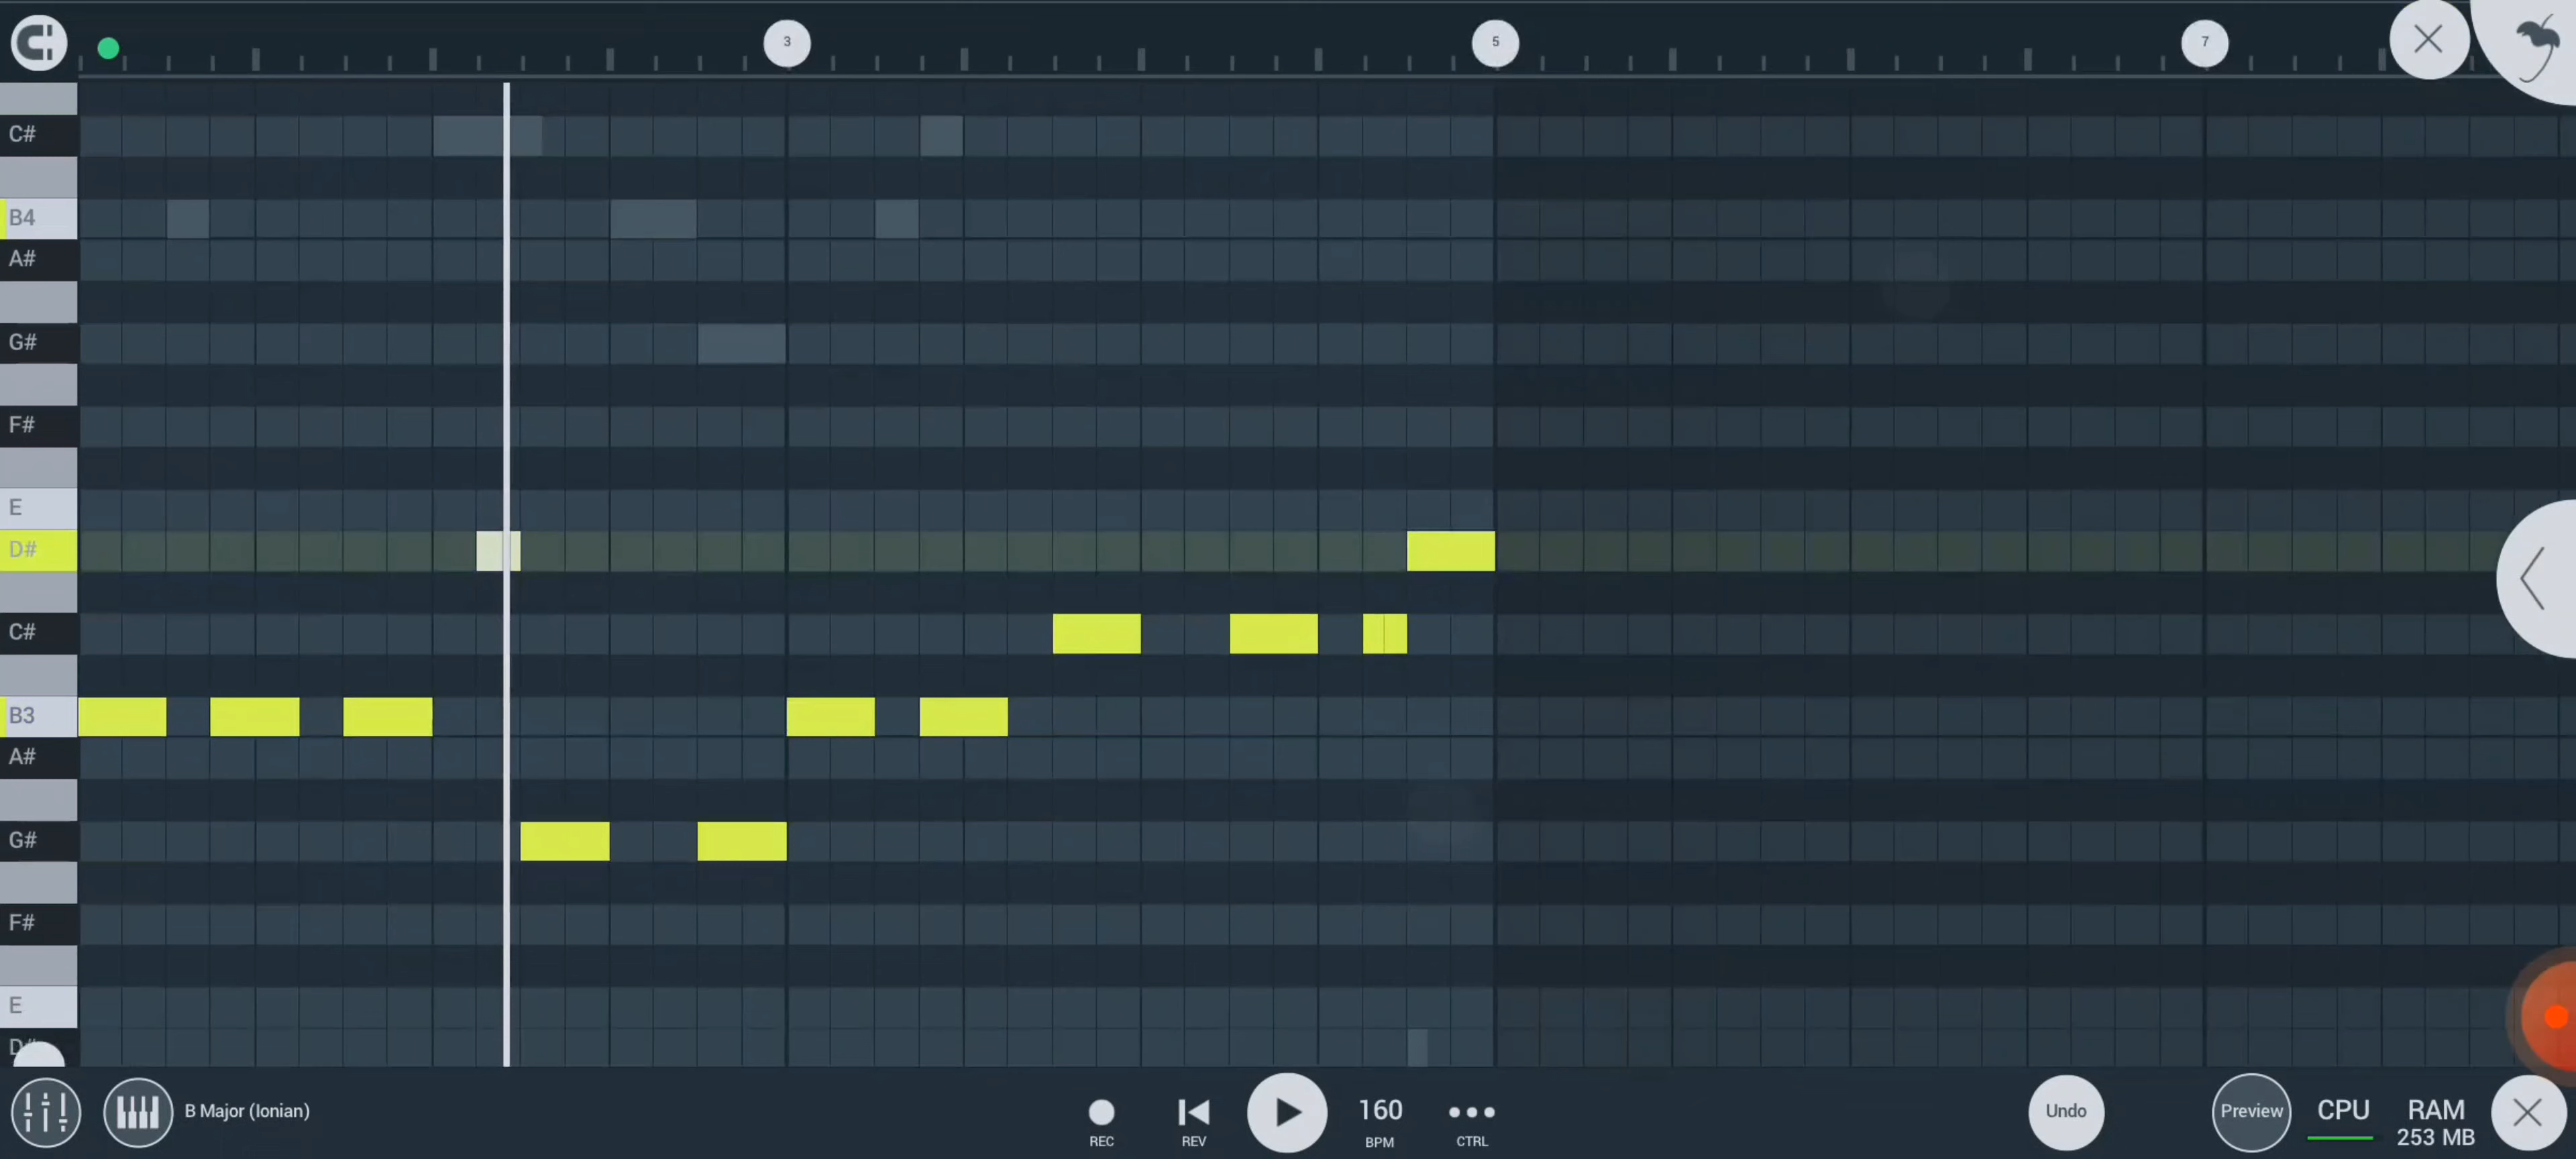 3
5
7
C#
B4
A#
G#
F#
E
D#
C#
B3
A#
G#
F#
E
D#
B Major (Ionian)
REC
REV
160
BPM
CTRL
Undo
Preview
CPU
RAM
253 MB